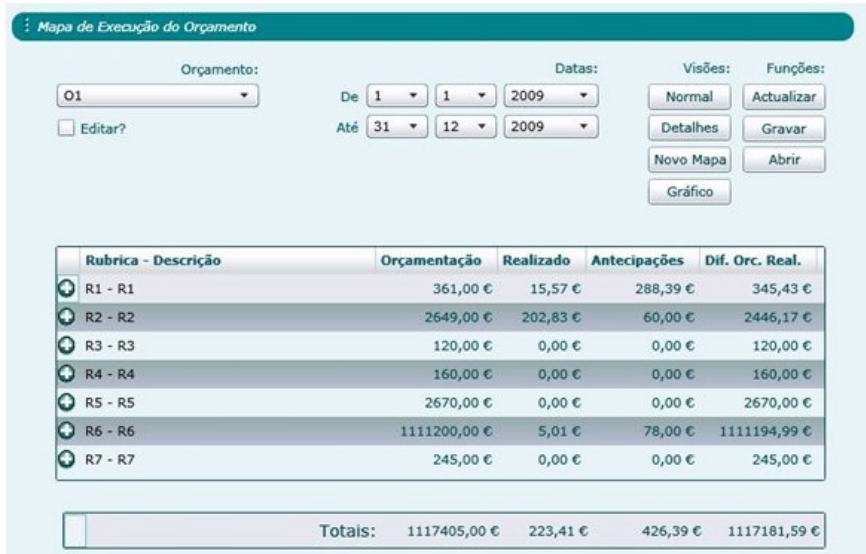 Mapa de Execução do Orçamento
Orçamento: Datas: Visões: Funções:
O1 De 1 1 2009 Normal Actualizar
Editar? Até 31 12 2009 Detalhes Gravar
Novo Mapa Abrir
Gráfico
Rubrica - Descrição Orçamentação Realizado Antecipações Dif. Orc. Real.
R1 - R1 361,00 € 15,57 € 288,39 € 345,43 €
R2 - R2 2649,00 € 202,83 € 60,00 € 2446,17 €
R3 - R3 120,00 € 0,00 € 0,00 € 120,00 €
R4 - R4 160,00 € 0,00 € 0,00 € 160,00 €
R5 - R5 2670,00 € 0,00 € 0,00 € 2670,00 €
R6 - R6 1111200,00 € 5,01 € 78,00 € 1111194,99 €
R7 - R7 245,00 € 0,00 € 0,00 € 245,00 €
Totais: 1117405,00 € 223,41 € 426,39 € 1117181,59 €